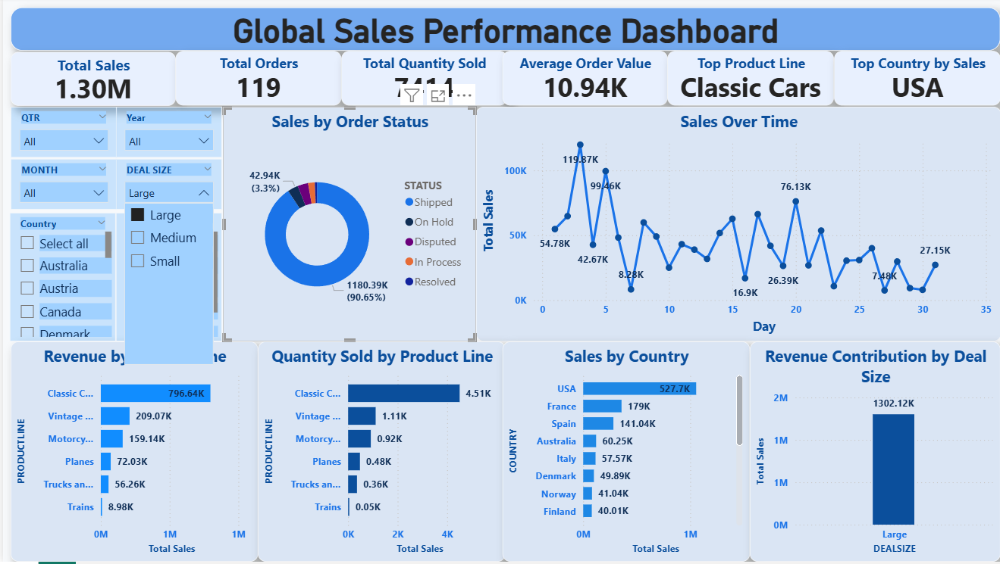 Global Sales Performance Dashboard
Total Sales
1.30M
Total Orders
119
Total Quantity Sold
7414
Average Order Value
10.94K
Top Product Line
Classic Cars
Top Country by Sales
USA
QTR
All
Year
All
MONTH
All
DEAL SIZE
Large
Large
Medium
Small
Country
Select all
Australia
Austria
Canada
Denmark
Sales by Order Status
42.94K
(3.3%)
1180.39K
(90.65%)
STATUS
Shipped
On Hold
Disputed
In Process
Resolved
Sales Over Time
Total Sales
100K
50K
0K
119.87K
99.46K
76.13K
54.78K
42.67K
8.28K
16.9K
26.39K
7.48K
27.15K
0
5
10
15
20
25
30
35
Day
Revenue by
ne
PRODUCTLINE
Classic C...
796.64K
Vintage ...
209.07K
Motorcy...
159.14K
Planes
72.03K
Trucks an...
56.26K
Trains
8.98K
0M
1M
1M
Total Sales
Quantity Sold by Product Line
PRODUCTLINE
Classic C...
4.51K
Vintage ...
1.11K
Motorcy...
0.92K
Planes
0.48K
Trucks an...
0.36K
Trains
0.05K
0K
2K
4K
Total Sales
Sales by Country
COUNTRY
USA
527.7K
France
179K
Spain
141.04K
Australia
60.25K
Italy
57.57K
Denmark
49.89K
Norway
41.04K
Finland
40.01K
0M
1M
Total Sales
Revenue Contribution by Deal
Size
Total Sales
2M
1M
1M
0M
1302.12K
Large
DEALSIZE